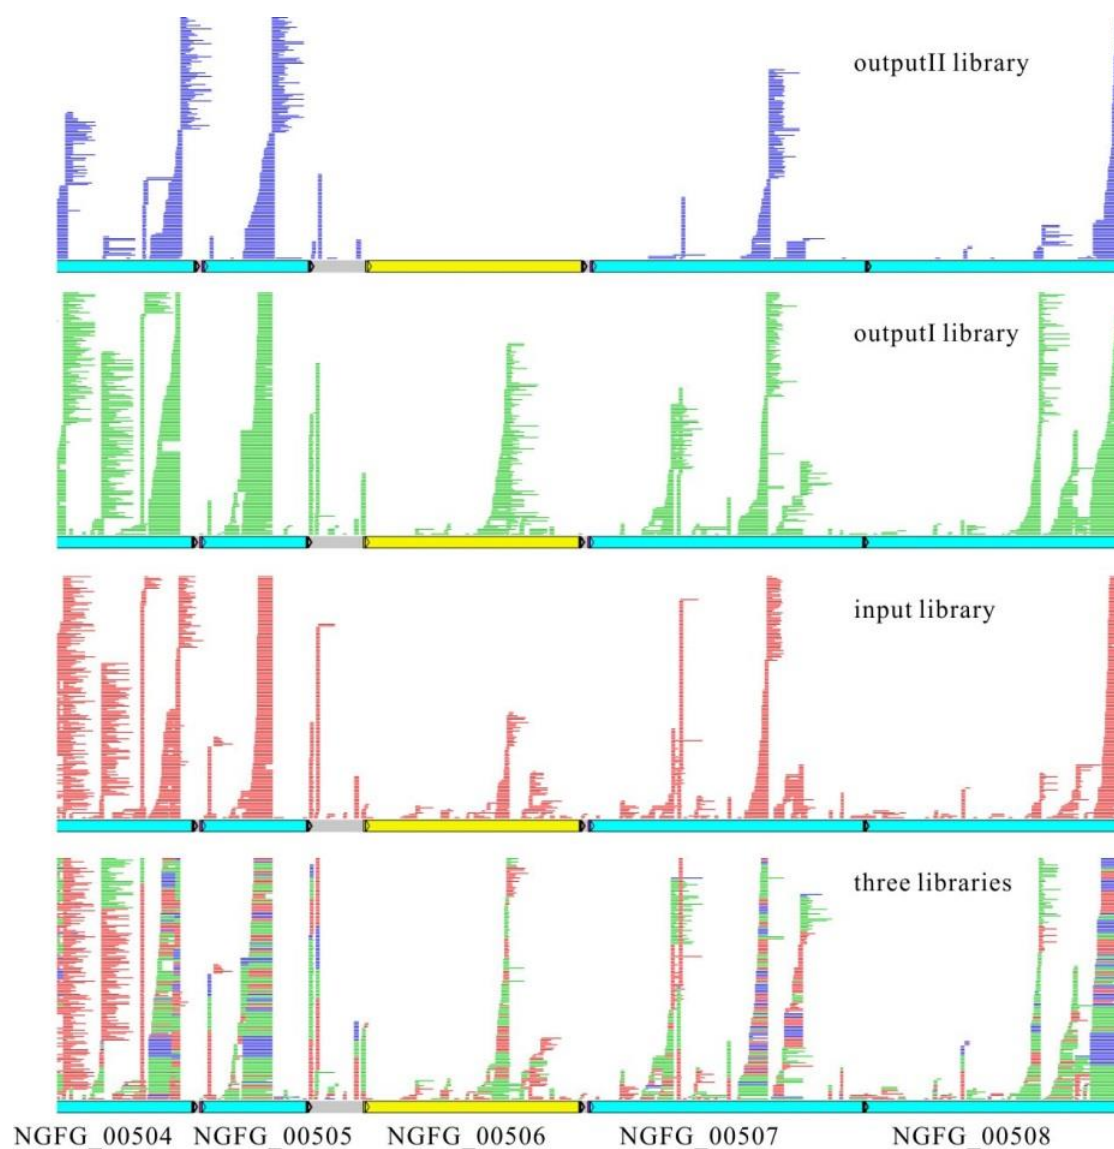 outputII library
outputI library
input library
three libraries
NGFG_00504 NGFG_00505 NGFG_00506 NGFG_00507 NGFG_00508